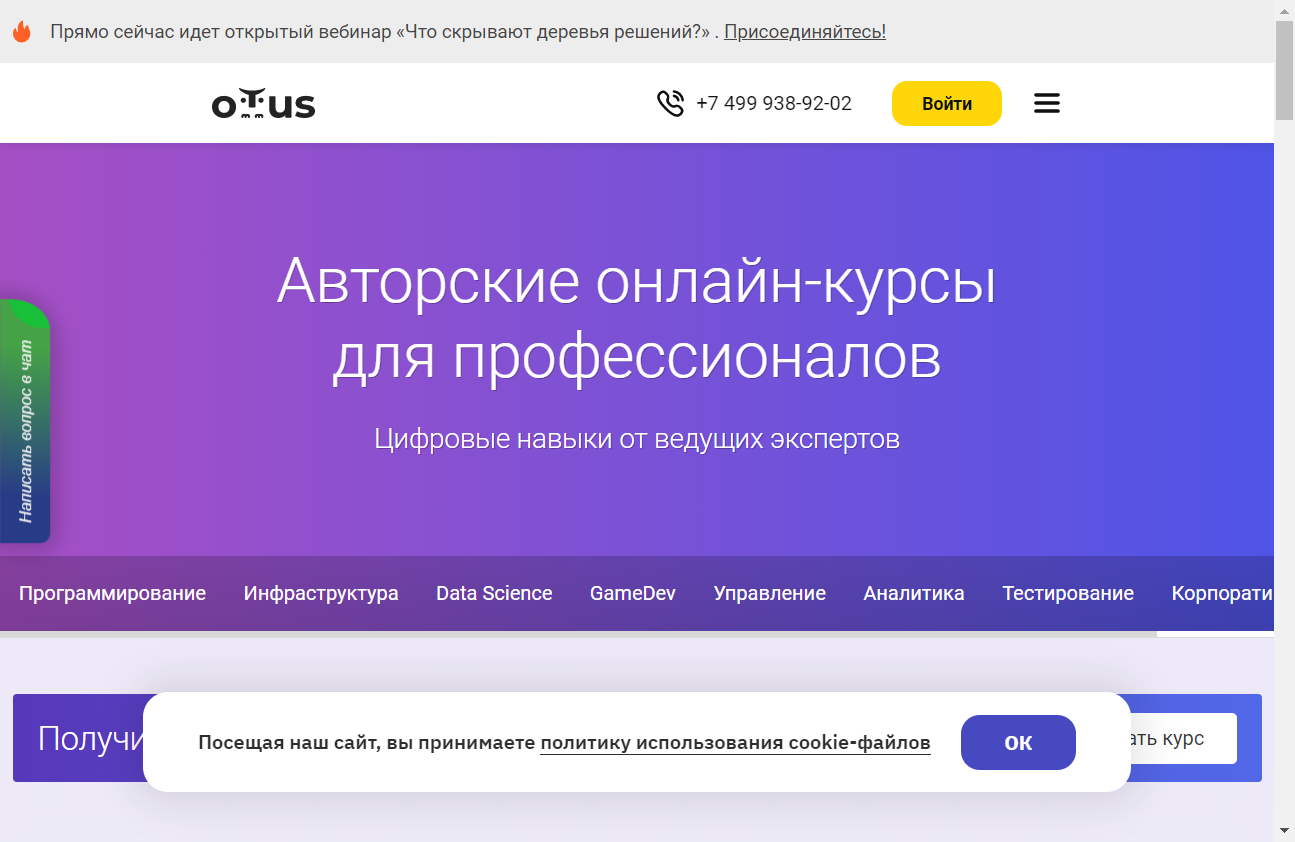 Прямо сейчас идет открытый вебинар «Что скрывают деревья решений?» . Присоединяйтесь!
oTus
+7 499 938-92-02
Войти
Авторские онлайн-курсы
для профессионалов
Цифровые навыки от ведущих экспертов
Написать вопрос в чат
Программирование Инфраструктура Data Science GameDev Управление Аналитика Тестирование Корпорати
Получи
ать курс
Посещая наш сайт, вы принимаете политику использования cookie-файлов
ОК